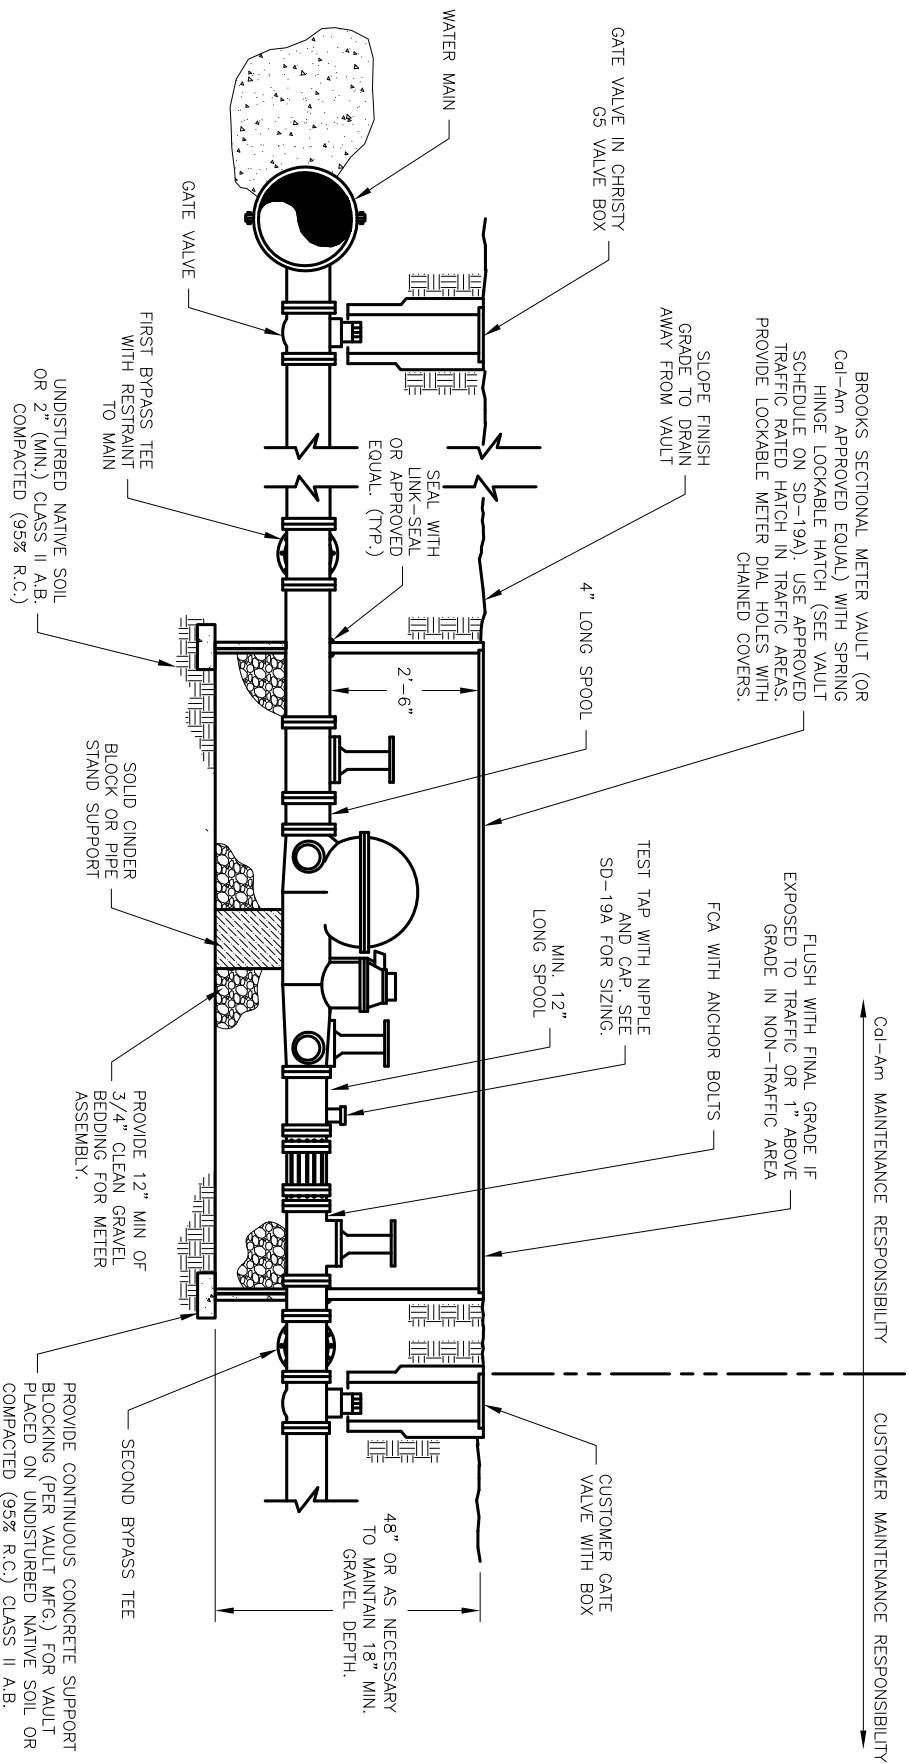 Cal-Am MAINTENANCE RESPONSIBILITY
CUSTOMER MAINTENANCE RESPONSIBILITY
BROOKS SECTIONAL METER VAULT (OR
Cal-Am APPROVED EQUAL) WITH SPRING
HINGE LOCKABLE HATCH (SEE VAULT
SCHEDULE ON SD-19A). USE APPROVED
TRAFFIC RATED HATCH IN TRAFFIC AREAS.
PROVIDE LOCKABLE METER DIAL HOLES WITH
CHAINED COVERS.
FLUSH WITH FINAL GRADE IF
EXPOSED TO TRAFFIC OR 1" ABOVE
GRADE IN NON-TRAFFIC AREA
SLOPE FINISH
GRADE TO DRAIN
AWAY FROM VAULT
FCA WITH ANCHOR BOLTS
GATE VALVE IN CHRISTY
G5 VALVE BOX
TEST TAP WITH NIPPLE
AND CAP. SEE
SD-19A FOR SIZING.
CUSTOMER GATE
VALVE WITH BOX
4" LONG SPOOL
MIN. 12"
LONG SPOOL
WATER MAIN
SEAL WITH
LINK-SEAL
OR APPROVED
EQUAL. (TYP.)
2'-6"
48" OR AS NECESSARY
TO MAINTAIN 18" MIN.
GRAVEL DEPTH.
GATE VALVE
FIRST BYPASS TEE
WITH RESTRAINT
TO MAIN
SOLID CINDER
BLOCK OR PIPE
STAND SUPPORT
PROVIDE 12" MIN OF
3/4" CLEAN GRAVEL
BEDDING FOR METER
ASSEMBLY.
SECOND BYPASS TEE
UNDISTURBED NATIVE SOIL
OR 2" (MIN.) CLASS II A.B.
COMPACTED (95% R.C.)
PROVIDE CONTINUOUS CONCRETE SUPPORT
BLOCKING (PER VAULT MFG.) FOR VAULT
PLACED ON UNDISTURBED NATIVE SOIL OR
COMPACTED (95% R.C.) CLASS II A.B.